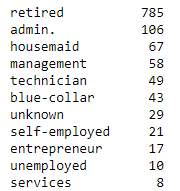 retired 785
admin. 106
housemaid 67
management 58
technician 49
blue-collar 43
unknown 29
self-employed 21
entrepreneur 17
unemployed 10
services 8